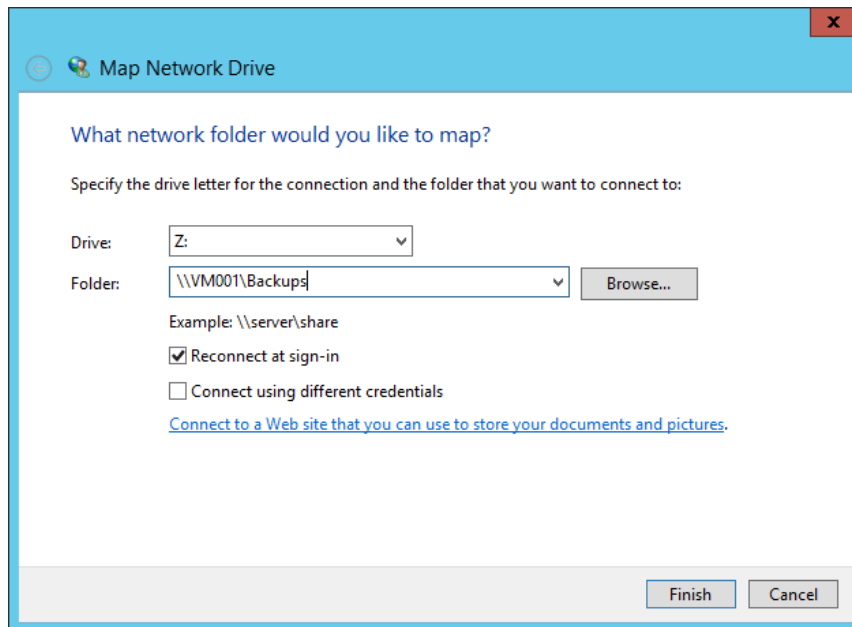 x
Map Network Drive
What network folder would you like to map?
Specify the drive letter for the connection and the folder that you want to connect to:
Drive: Z:
Folder: \\VM001\Backups Browse...
Example: \\server\share
Reconnect at sign-in
Connect using different credentials
Connect to a Web site that you can use to store your documents and pictures.
Finish Cancel